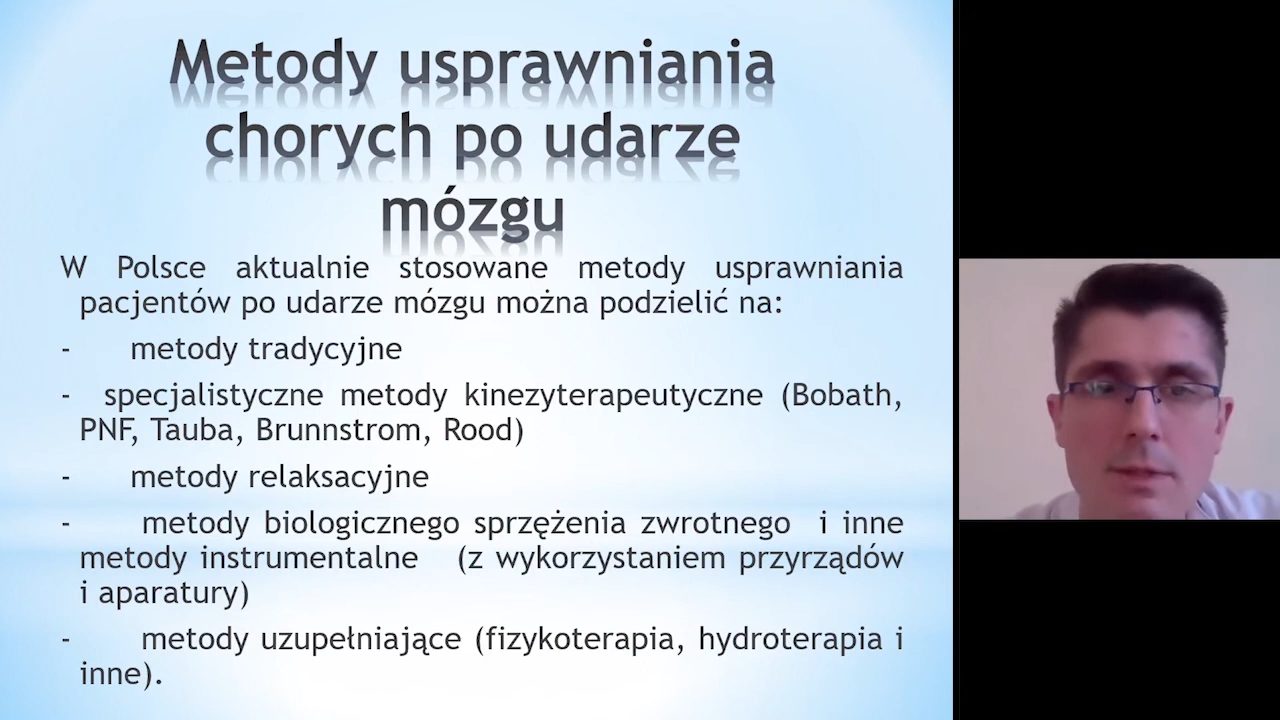 Metody usprawniania
chorych po udarze
mózgu
W Polsce aktualnie stosowane metody usprawniania
pacjentów po udarze mózgu można podzielić na:
- metody tradycyjne
- specjalistyczne metody kinezyterapeutyczne (Bobath,
PNF, Tauba, Brunnstrom, Rood)
- metody relaksacyjne
- metody biologicznego sprzężenia zwrotnego i inne
metody instrumentalne (z wykorzystaniem przyrządów
i aparatury)
- metody uzupełniające (fizykoterapia, hydroterapia i
inne).